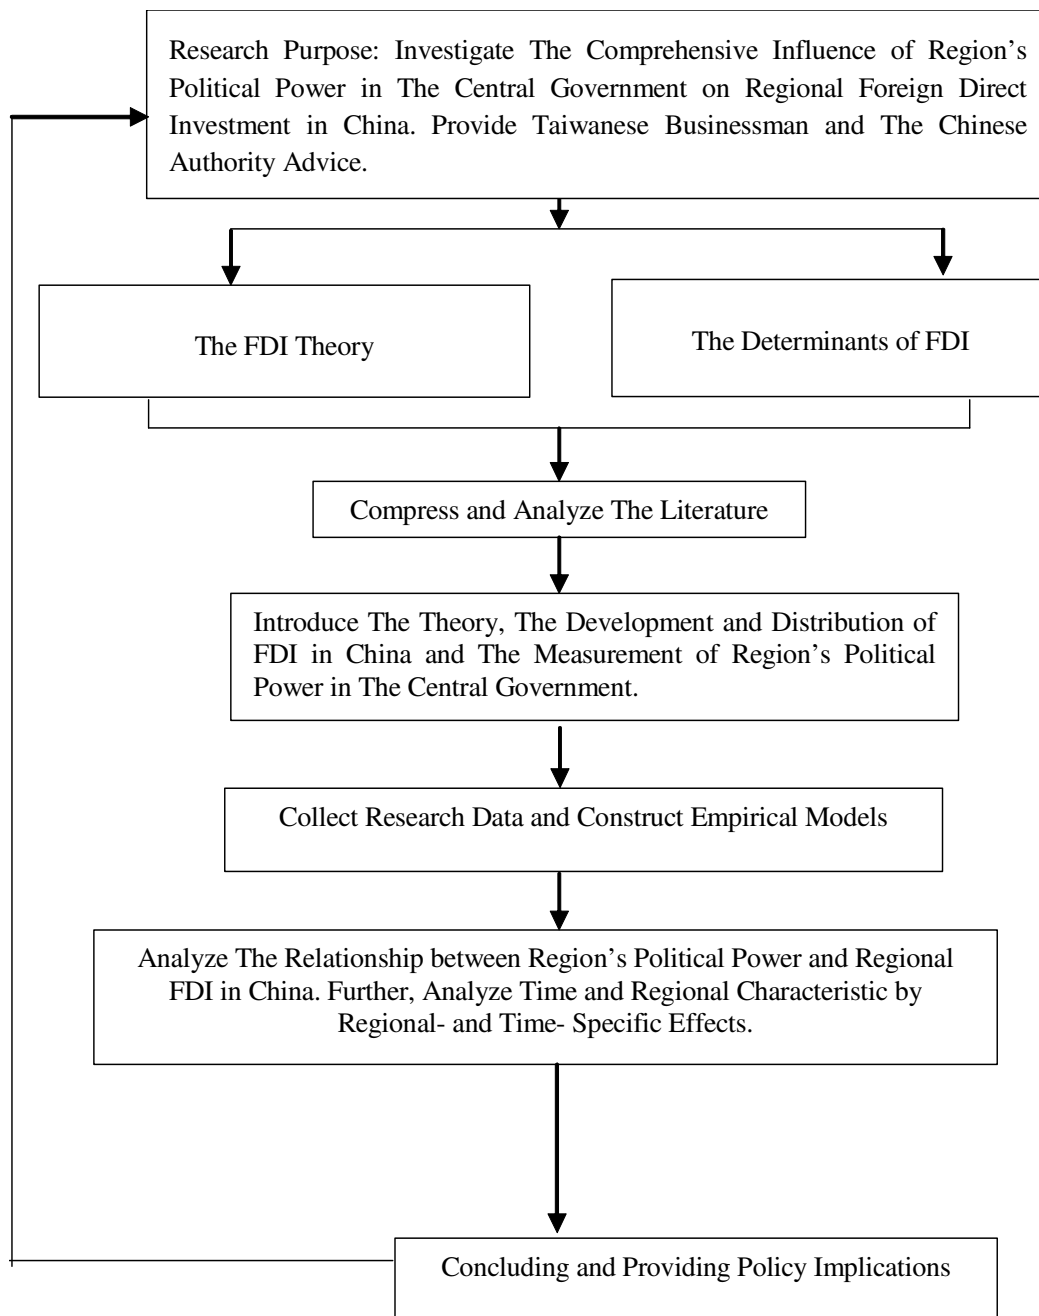 Research Purpose: Investigate The Comprehensive Influence of Region’s
Political Power in The Central Government on Regional Foreign Direct
Investment in China. Provide Taiwanese Businessman and The Chinese
Authority Advice.
The FDI Theory
The Determinants of FDI
Compress and Analyze The Literature
Introduce The Theory, The Development and Distribution of
FDI in China and The Measurement of Region’s Political
Power in The Central Government.
Collect Research Data and Construct Empirical Models
Analyze The Relationship between Region’s Political Power and Regional
FDI in China. Further, Analyze Time and Regional Characteristic by
Regional- and Time- Specific Effects.
Concluding and Providing Policy Implications